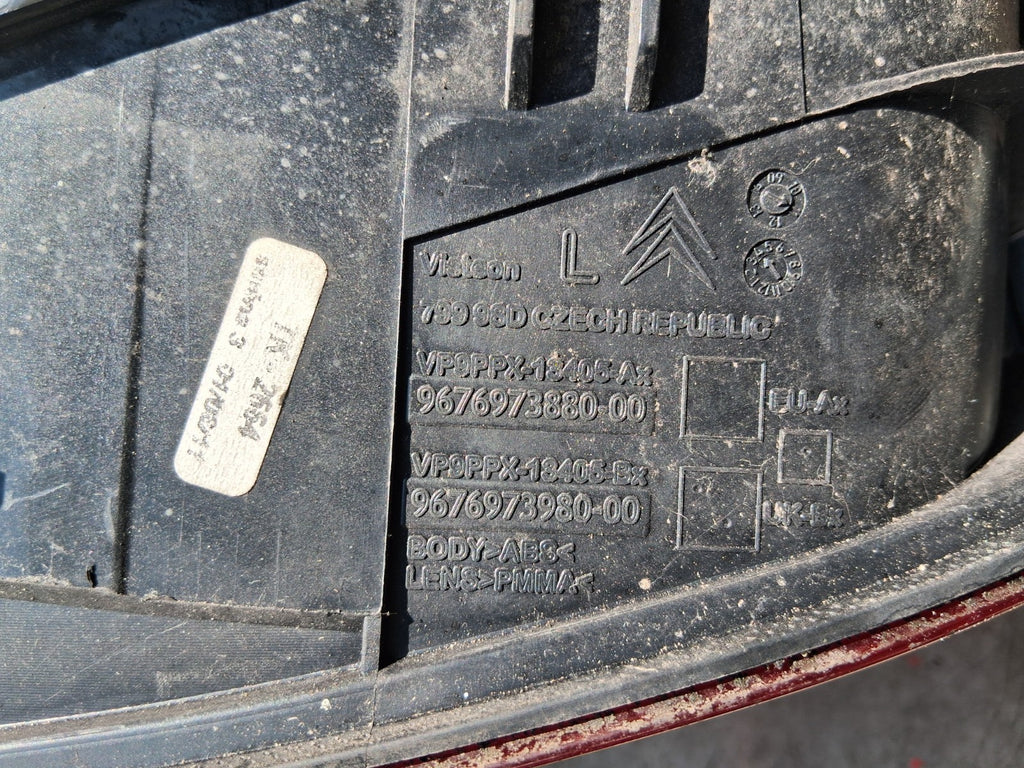 Visteon
L
799 98D CZECH REPUBLIC
VP9PPX-13405-Ax
9676973880-00
EU-Ax
VP9PPX-13405-Bx
9676973980-00
UK-Bx
BODY>ABS<
LENS>PMMA<